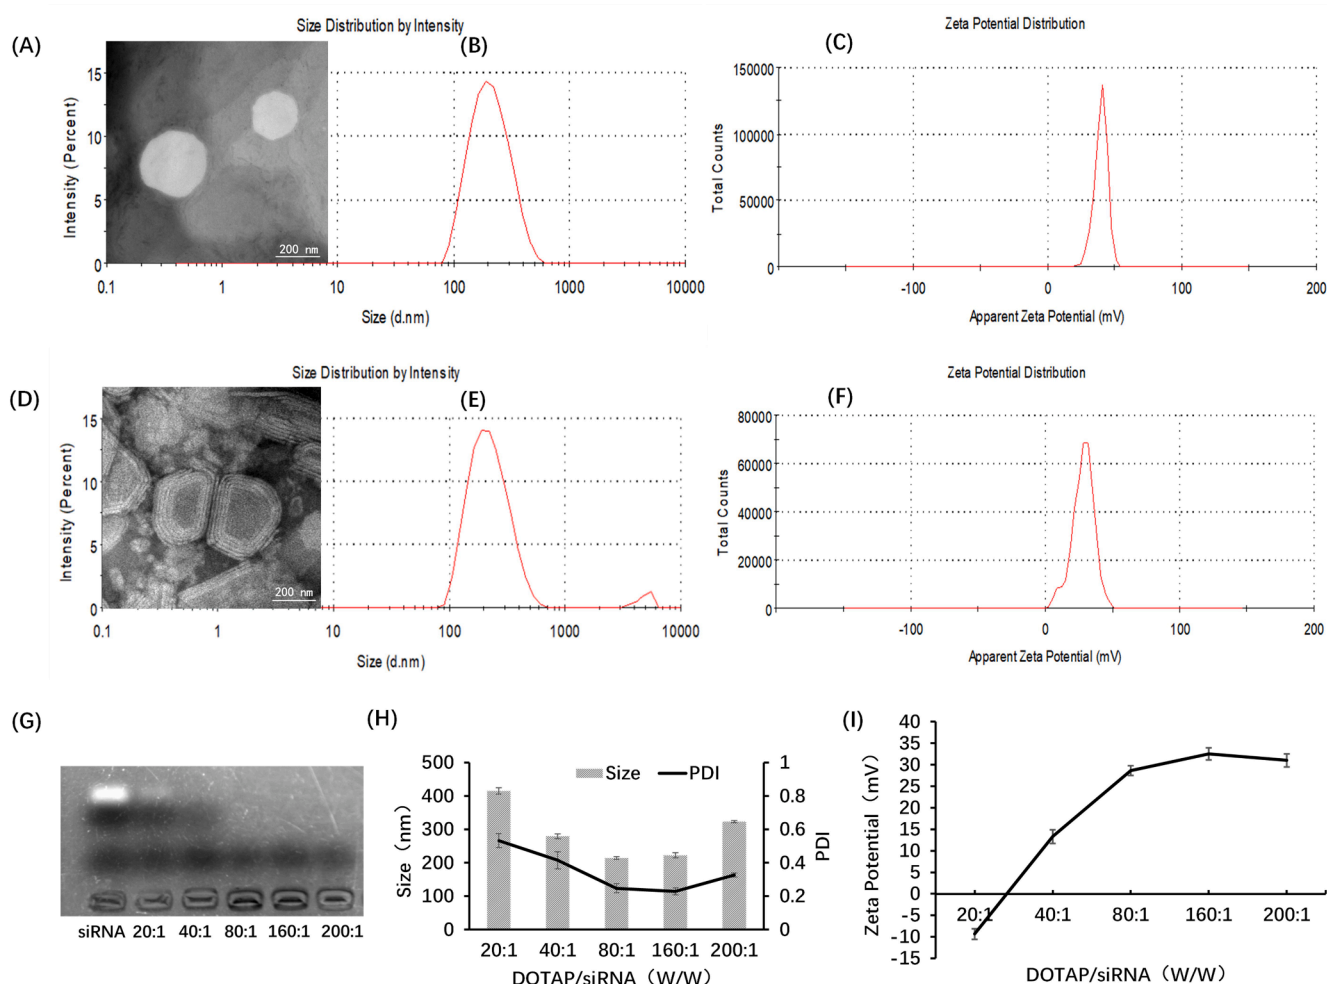 Size Distribution by Intensity
Zeta Potential Distribution
(A)
(B)
(C)
15
10
5
0
Intensity (Percent)
200 nm
0.1
1
10
100
1000
10000
Size (d.nm)
150000
100000
50000
0
Total Counts
-100
0
100
200
Apparent Zeta Potential (mV)
Size Distribution by Intensity
Zeta Potential Distribution
(D)
(E)
(F)
15
10
5
0
Intensity (Percent)
200 nm
0.1
1
10
100
1000
10000
Size (d.nm)
80000
60000
40000
20000
0
Total Counts
-100
0
100
200
Apparent Zeta Potential (mV)
(G)
siRNA 20:1 40:1 80:1 160:1 200:1
(H)
500
400
300
200
100
0
Size（nm）
Size
PDI
1
0.8
0.6
0.4
0.2
0
PDI
20:1 40:1 80:1 160:1 200:1
DOTAP/siRNA（W/W）
(I)
40
35
30
25
20
15
10
5
0
-5
-10
-15
Zeta Potential（mV）
20:1 40:1 80:1 160:1 200:1
DOTAP/siRNA（W/W）